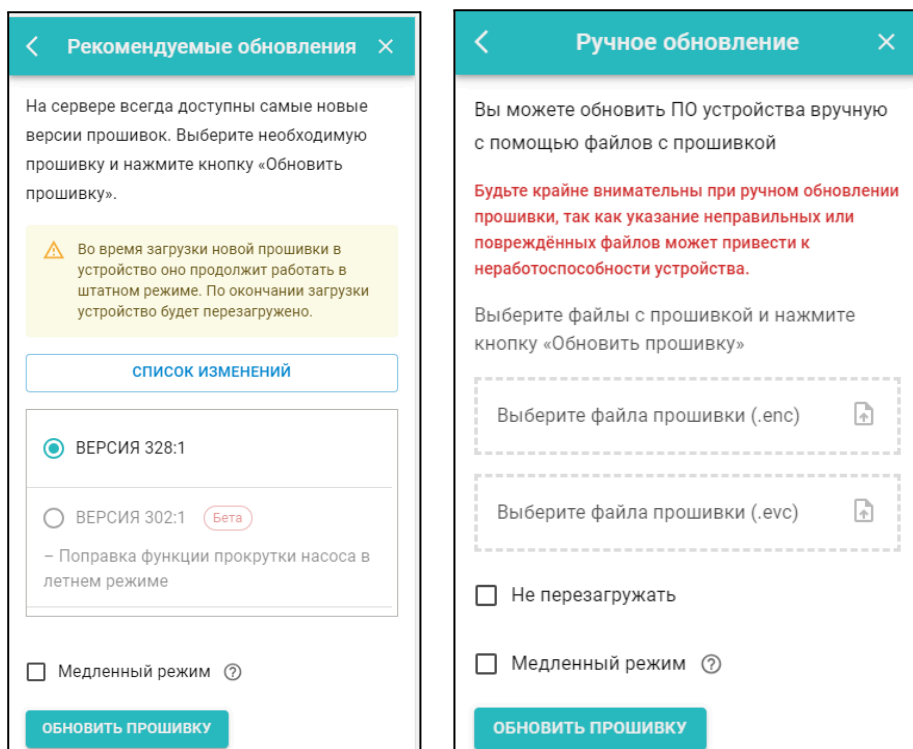 Рекомендуемые обновления
На сервере всегда доступны самые новые
версии прошивок. Выберите необходимую
прошивку и нажмите кнопку «Обновить
прошивку».
Во время загрузки новой прошивки в
устройство оно продолжит работать в
штатном режиме. По окончании загрузки
устройство будет перезагружено.
СПИСОК ИЗМЕНЕНИЙ
ВЕРСИЯ 328:1
ВЕРСИЯ 302:1 Бета
– Поправка функции прокрутки насоса в
летнем режиме
Медленный режим
ОБНОВИТЬ ПРОШИВКУ
Ручное обновление
Вы можете обновить ПО устройства вручную
с помощью файлов с прошивкой
Будьте крайне внимательны при ручном обновлении
прошивки, так как указание неправильных или
повреждённых файлов может привести к
неработоспособности устройства.
Выберите файлы с прошивкой и нажмите
кнопку «Обновить прошивку»
Выберите файла прошивки (.enc)
Выберите файла прошивки (.evc)
Не перезагружать
Медленный режим
ОБНОВИТЬ ПРОШИВКУ